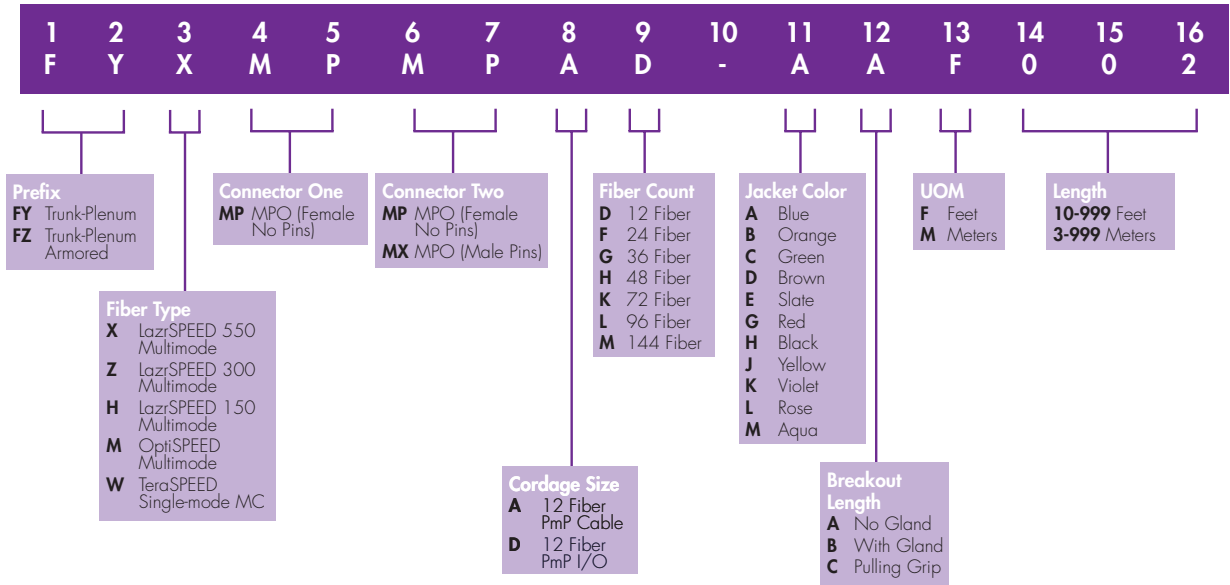 1 2 3 4 5 6 7 8 9 10 11 12 13 14 15 16
F Y X M P M P A D - A A F 0 0 2
Prefix
FY Trunk-Plenum
FZ Trunk-Plenum
Armored
Fiber Type
X LazrSPEED 550
Multimode
Z LazrSPEED 300
Multimode
H LazrSPEED 150
Multimode
M OptiSPEED
Multimode
W TeraSPEED
Single-mode MC
Connector One
MP MPO (Female
No Pins)
Connector Two
MP MPO (Female
No Pins)
MX MPO (Male Pins)
Cordage Size
A 12 Fiber
PmP Cable
D 12 Fiber
PmP I/O
Fiber Count
D 12 Fiber
F 24 Fiber
G 36 Fiber
H 48 Fiber
K 72 Fiber
L 96 Fiber
M 144 Fiber
Jacket Color
A Blue
B Orange
C Green
D Brown
E Slate
G Red
H Black
J Yellow
K Violet
L Rose
M Aqua
Breakout
Length
A No Gland
B With Gland
C Pulling Grip
UOM
F Feet
M Meters
Length
10-999 Feet
3-999 Meters